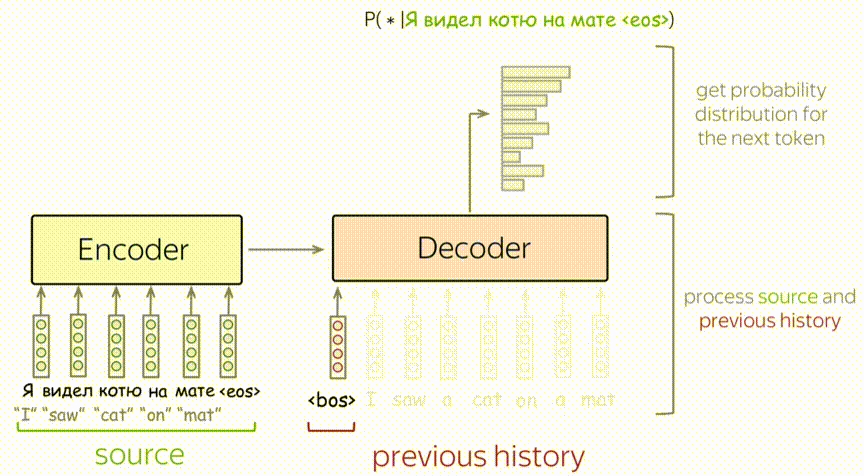 P( * |Я видел котю на мате <eos>)
get probability
distribution for
the next token
Encoder
Decoder
process source and
previous history
Я видел котю на мате <eos>
"I" "saw" "cat" "on" "mat"
<bos> I saw a cat on a mat
source
previous history